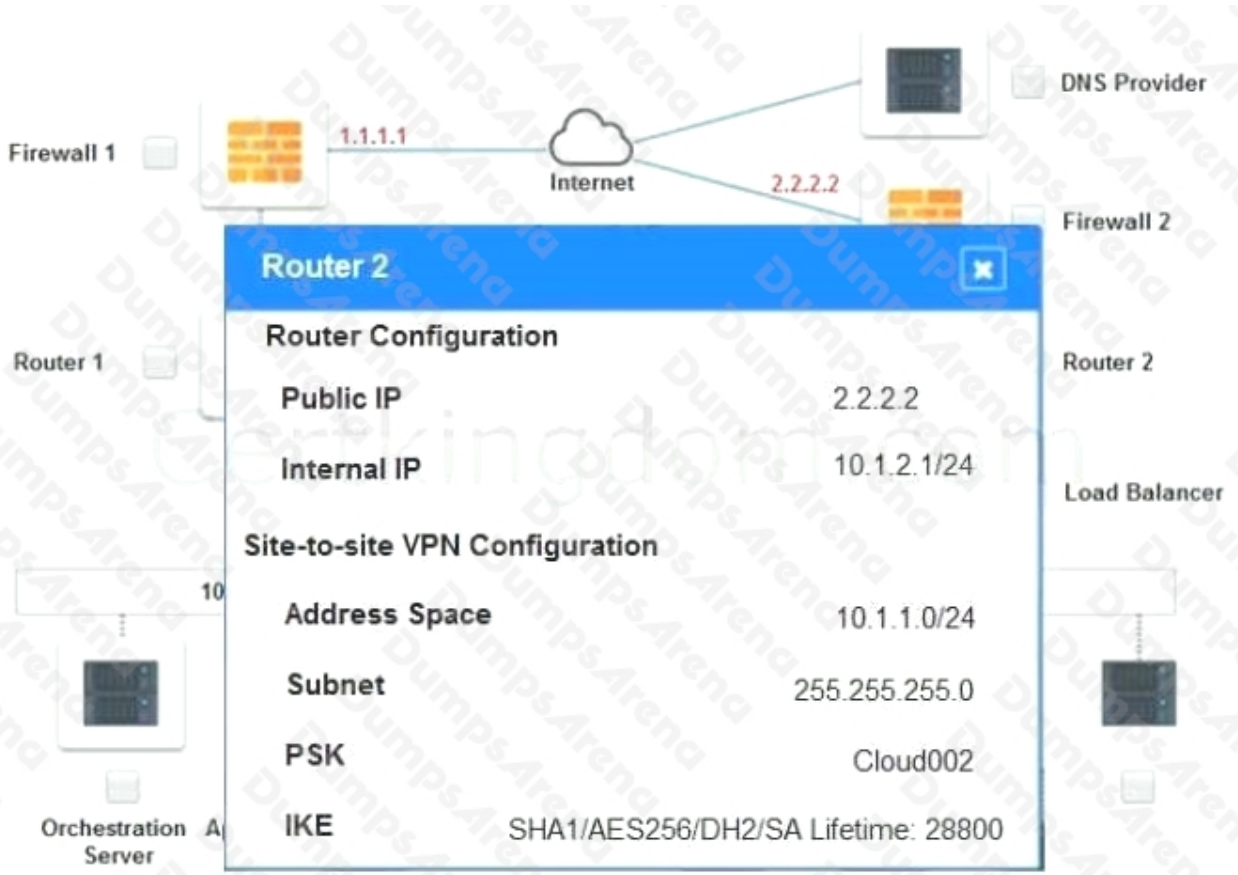 DNS Provider
Firewall 1
1.1.1.1
Internet
2.2.2.2
Firewall 2
Router 2
Router Configuration
Router 1
Router 2
Public IP 2.2.2.2
certkingdom.com
Internal IP 10.1.2.1/24
Load Balancer
Site-to-site VPN Configuration
10
Address Space 10.1.1.0/24
Subnet 255.255.255.0
PSK Cloud002
IKE SHA1/AES256/DH2/SA Lifetime: 28800
Orchestration
Server
DumpsArena